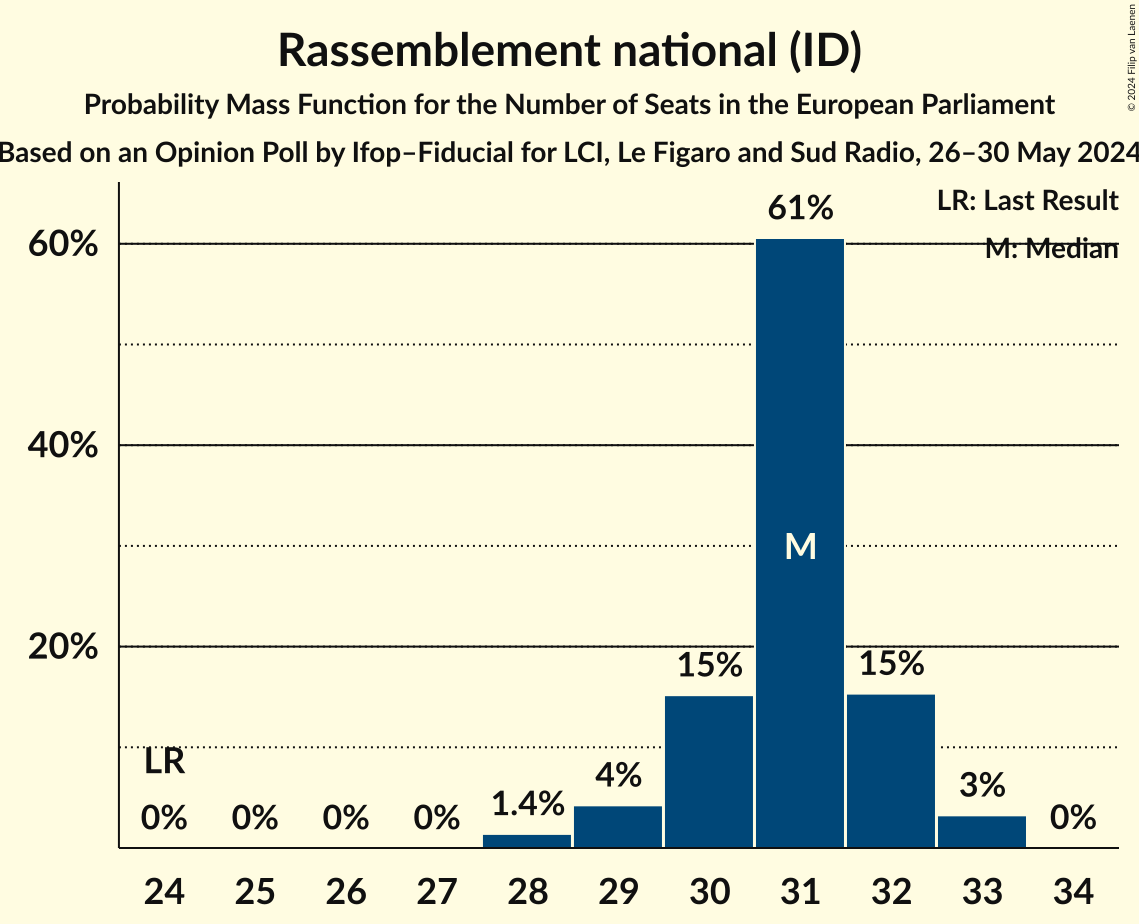 Rassemblement national (ID)
Probability Mass Function for the Number of Seats in the European Parliament
Based on an Opinion Poll by Ifop–Fiducial for LCI, Le Figaro and Sud Radio, 26–30 May 2024
© 2024 Filip van Laenen
LR: Last Result
M: Median
60%
40%
20%
61%
M
15%
15%
LR
4%
3%
1.4%
0%
0%
0%
0%
0%
24 25 26 27 28 29 30 31 32 33 34